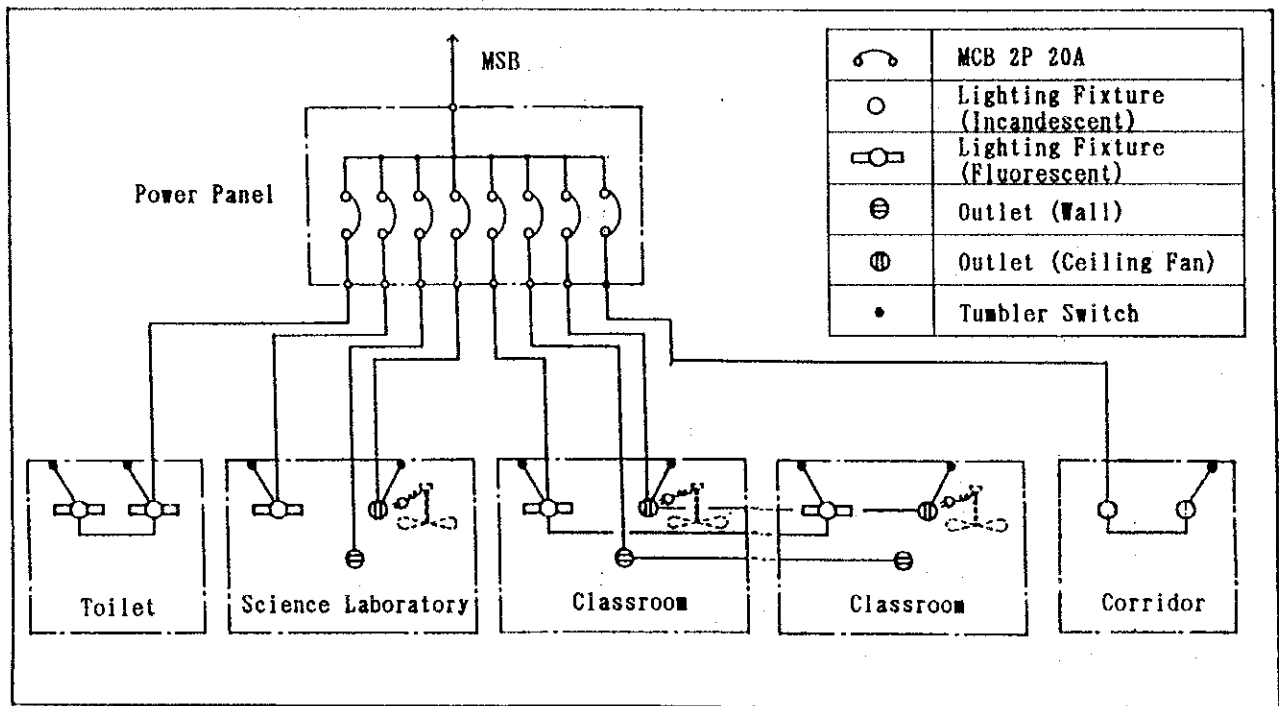 MSB
Power Panel
MCB 2P 20A
Lighting Fixture
(Incandescent)
Lighting Fixture
(Fluorescent)
Outlet (Wall)
Outlet (Ceiling Fan)
Tumbler Switch
Toilet
Science Laboratory
Classroom
Classroom
Corridor